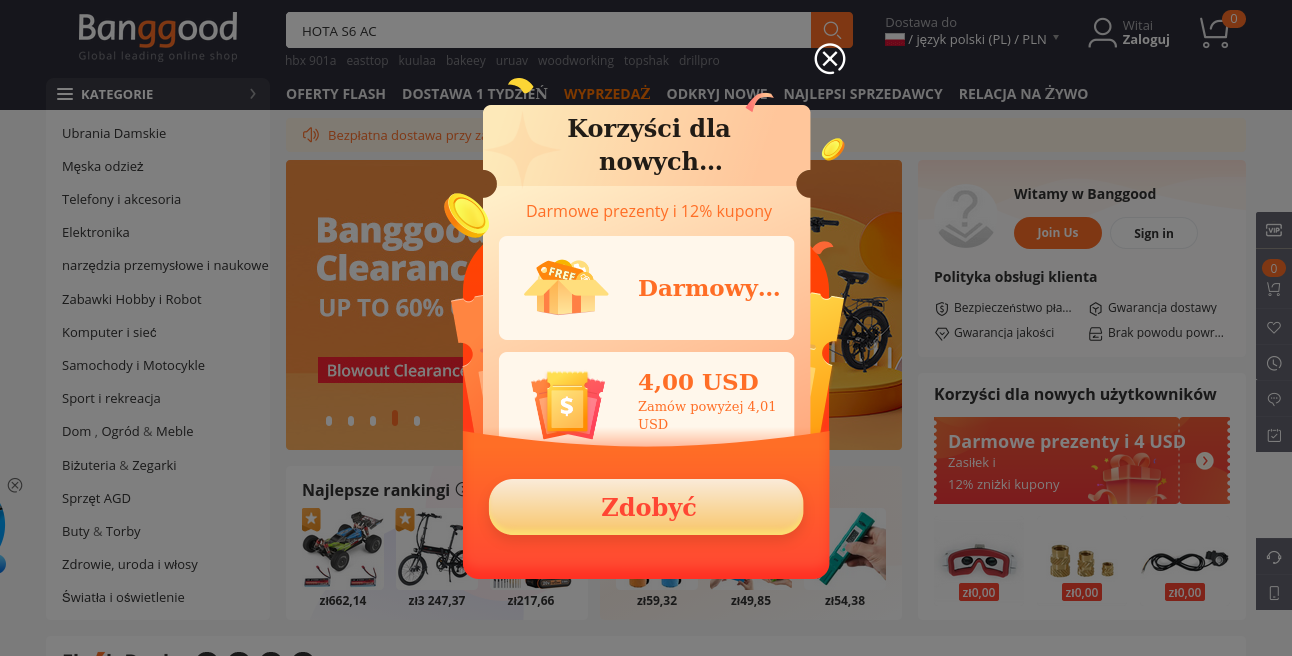 Banggood
Global leading online shop
HOTA S6 AC
hbx 901a easttop kuulaa bakeey uruav woodworking topshak drillpro
Dostawa do
/ język polski (PL) / PLN
Witai
Zaloguj
0
KATEGORIE
OFERTY FLASH DOSTAWA 1 TYDZIEŃ WYPRZEDAŻ ODKRYJ NOWE NAJLEPSI SPRZEDAWCY RELACJA NA ŻYWO
Ubrania Damskie
Męska odzież
Telefony i akcesoria
Elektronika
narzędzia przemysłowe i naukowe
Zabawki Hobby i Robot
Komputer i sieć
Samochody i Motocykle
Sport i rekreacja
Dom , Ogród & Meble
Biżuteria & Zegarki
Sprzęt AGD
Buty & Torby
Zdrowie, uroda i włosy
Światła i oświetlenie
Bezpłatna dostawa przy
Banggood
Clearance
UP TO 60%
Blowout Clearance
Korzyści dla
nowych...
Darmowe prezenty i 12% kupony
FREE
Darmowy...
$
4,00 USD
Zamów powyżej 4,01
USD
Zdobyć
Najlepsze rankingi
zł662,14
zł3 247,37
zł217,66
zł59,32
zł49,85
zł54,38
Witamy w Banggood
Join Us
Sign in
Polityka obsługi klienta
Bezpieczeństwo pła...
Gwarancja dostawy
Gwarancja jakości
Brak powodu powr...
Korzyści dla nowych użytkowników
Darmowe prezenty i 4 USD
Zasiłek i
12% zniżki kupony
zł0,00
zł0,00
zł0,00
VIP
0